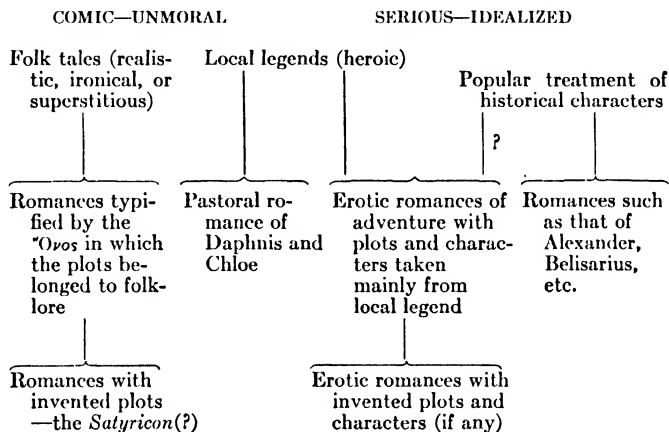 COMIC—UNMORAL
SERIOUS—IDEALIZED
Folk tales (realis-
tic, ironical, or
superstitious)
Local legends (heroic)
Popular treatment of
historical characters
?
Romances typi-
fied by the
Ὄνος in which
the plots be-
longed to folk-
lore
Pastoral ro-
mance of
Daphnis and
Chloe
Erotic romances of
adventure with
plots and charac-
ters taken
mainly from
local legend
Romances such
as that of
Alexander,
Belisarius,
etc.
Romances with
invented plots
—the Satyricon(?)
Erotic romances with
invented plots and
characters (if any)